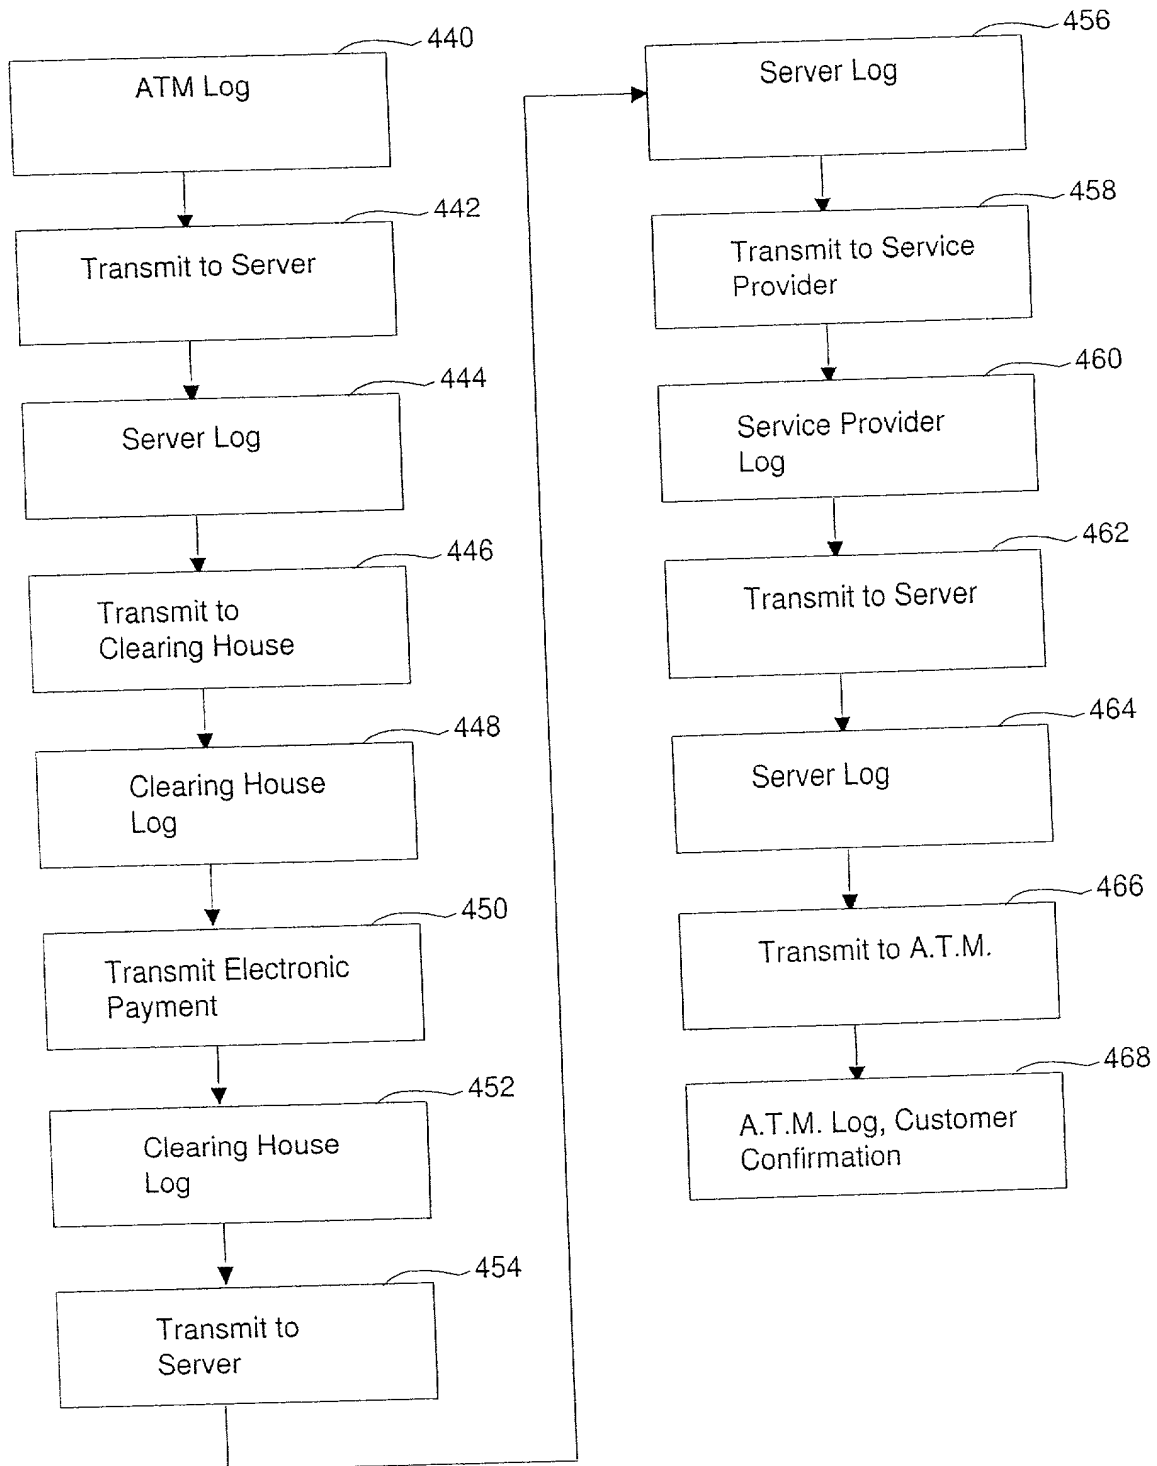 440
ATM Log
442
Transmit to Server
444
Server Log
446
Transmit to
Clearing House
448
Clearing House
Log
450
Transmit Electronic
Payment
452
Clearing House
Log
454
Transmit to
Server
456
Server Log
458
Transmit to Service
Provider
460
Service Provider
Log
462
Transmit to Server
464
Server Log
466
Transmit to A.T.M.
468
A.T.M. Log, Customer
Confirmation